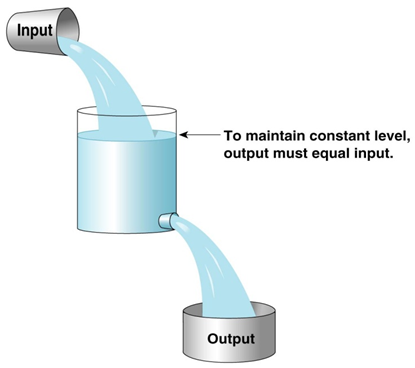 Input
To maintain constant level,
output must equal input.
Output